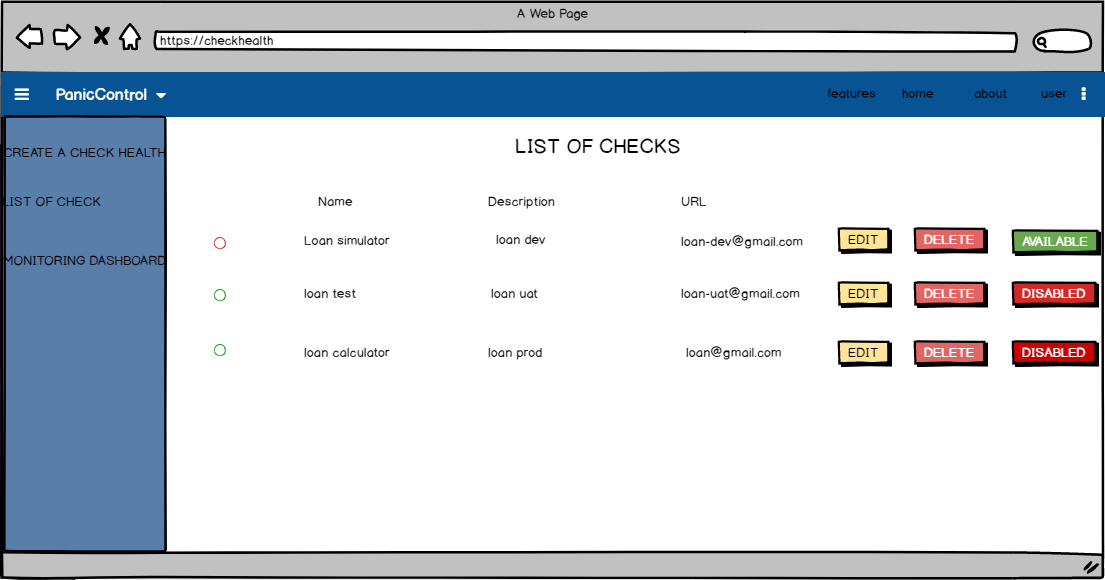 A Web Page
https://checkhealth
PanicControl features home about user
LIST OF CHECKS
CREATE A CHECK HEALTH
LIST OF CHECK
MONITORING DASHBOARD
Name Description URL
Loan simulator loan dev loan-dev@gmail.com EDIT DELETE AVAILABLE
loan test loan uat loan-uat@gmail.com EDIT DELETE DISABLED
loan calculator loan prod loan@gmail.com EDIT DELETE DISABLED